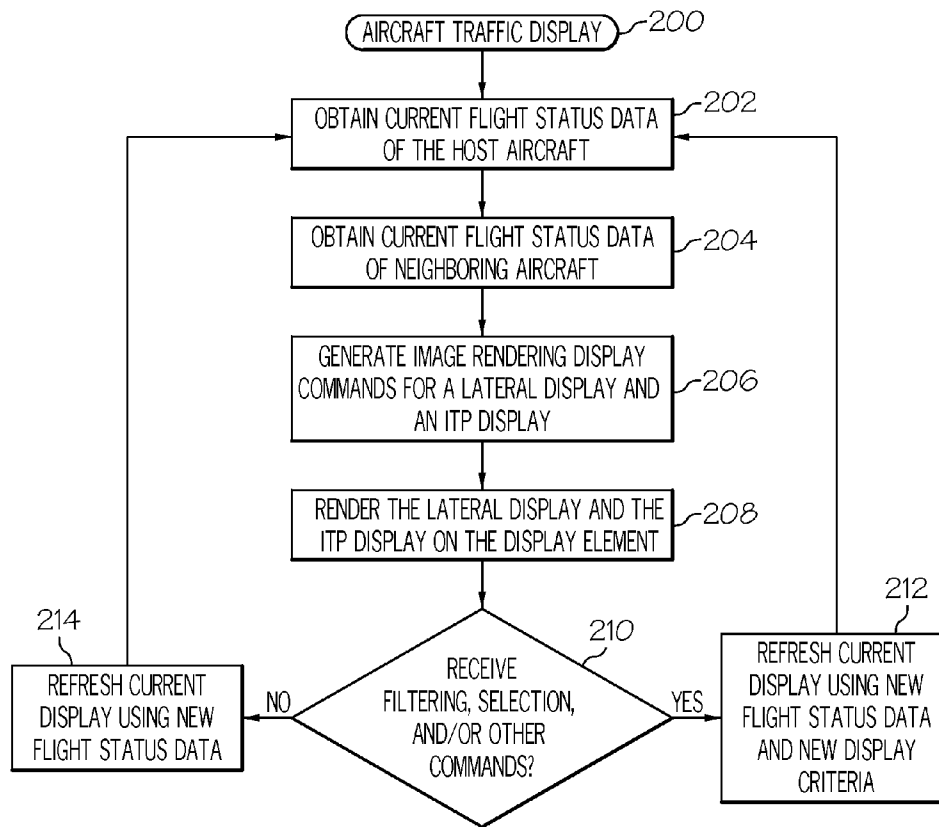 AIRCRAFT TRAFFIC DISPLAY
200
OBTAIN CURRENT FLIGHT STATUS DATA
OF THE HOST AIRCRAFT
202
OBTAIN CURRENT FLIGHT STATUS DATA
OF NEIGHBORING AIRCRAFT
204
GENERATE IMAGE RENDERING DISPLAY
COMMANDS FOR A LATERAL DISPLAY AND
AN ITP DISPLAY
206
RENDER THE LATERAL DISPLAY AND THE
ITP DISPLAY ON THE DISPLAY ELEMENT
208
RECEIVE
FILTERING, SELECTION,
AND/OR OTHER
COMMANDS?
210
NO
YES
214
REFRESH CURRENT
DISPLAY USING NEW
FLIGHT STATUS DATA
212
REFRESH CURRENT
DISPLAY USING NEW
FLIGHT STATUS DATA
AND NEW DISPLAY
CRITERIA